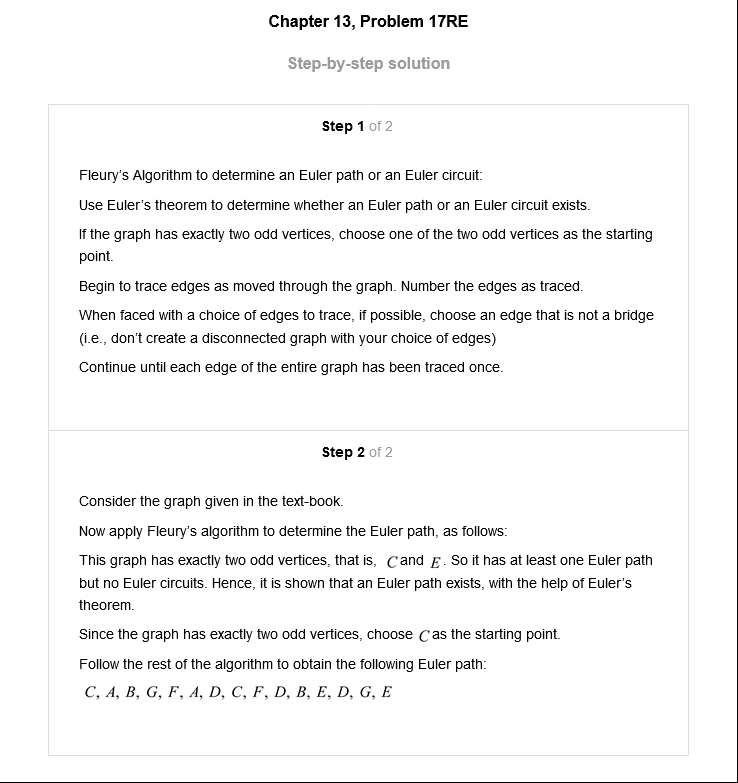 Chapter 13, Problem 17RE
Step-by-step solution
Step 1 of 2
Fleury's Algorithm to determine an Euler path or an Euler circuit:
Use Euler's theorem to determine whether an Euler path or an Euler circuit exists.
If the graph has exactly two odd vertices, choose one of the two odd vertices as the starting
point.
Begin to trace edges as moved through the graph. Number the edges as traced.
When faced with a choice of edges to trace, if possible, choose an edge that is not a bridge
(i.e., don't create a disconnected graph with your choice of edges)
Continue until each edge of the entire graph has been traced once.
Step 2 of 2
Consider the graph given in the text-book.
Now apply Fleury's algorithm to determine the Euler path, as follows:
This graph has exactly two odd vertices, that is, C and E. So it has at least one Euler path
but no Euler circuits. Hence, it is shown that an Euler path exists, with the help of Euler's
theorem.
Since the graph has exactly two odd vertices, choose C as the starting point.
Follow the rest of the algorithm to obtain the following Euler path:
C, A, B, G, F, A, D, C, F, D, B, E, D, G, E